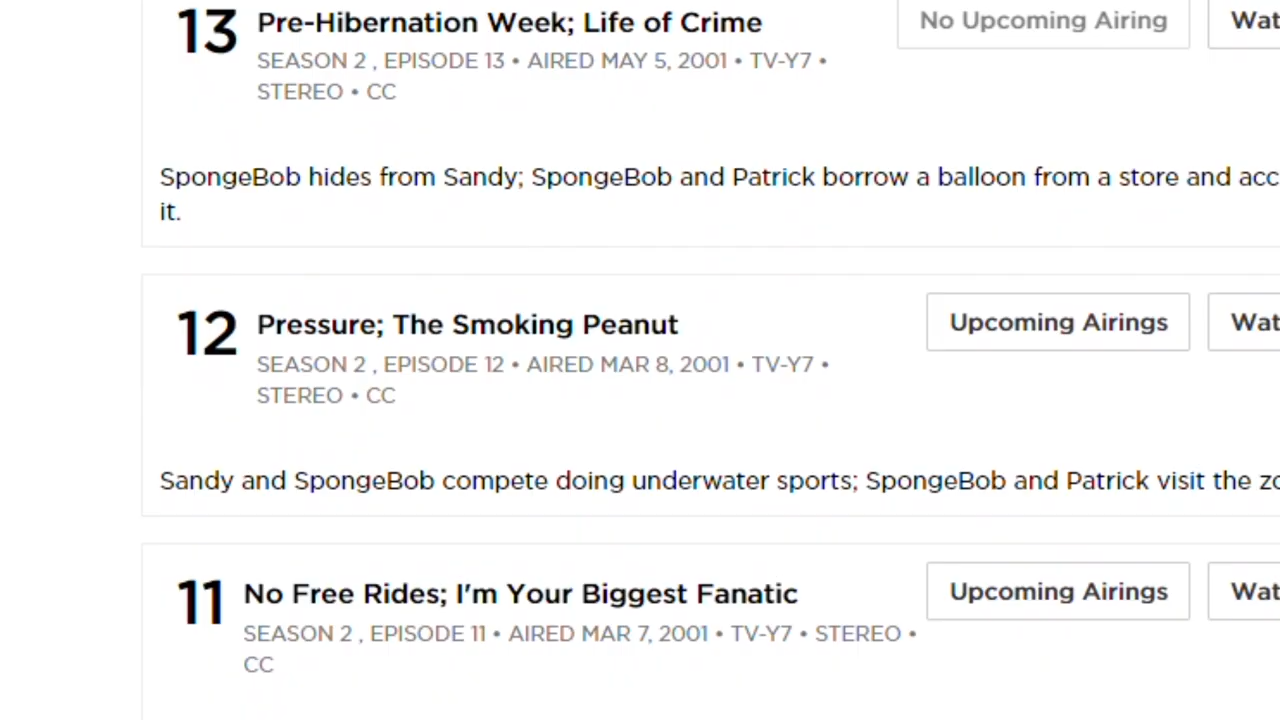 13 Pre-Hibernation Week; Life of Crime No Upcoming Airing Wat
SEASON 2 , EPISODE 13 • AIRED MAY 5, 2001 • TV-Y7 •
STEREO • CC
SpongeBob hides from Sandy; SpongeBob and Patrick borrow a balloon from a store and acc
it.
12 Pressure; The Smoking Peanut Upcoming Airings Wat
SEASON 2 , EPISODE 12 • AIRED MAR 8, 2001 • TV-Y7 •
STEREO • CC
Sandy and SpongeBob compete doing underwater sports; SpongeBob and Patrick visit the zo
11 No Free Rides; I'm Your Biggest Fanatic Upcoming Airings Wat
SEASON 2 , EPISODE 11 • AIRED MAR 7, 2001 • TV-Y7 • STEREO •
CC